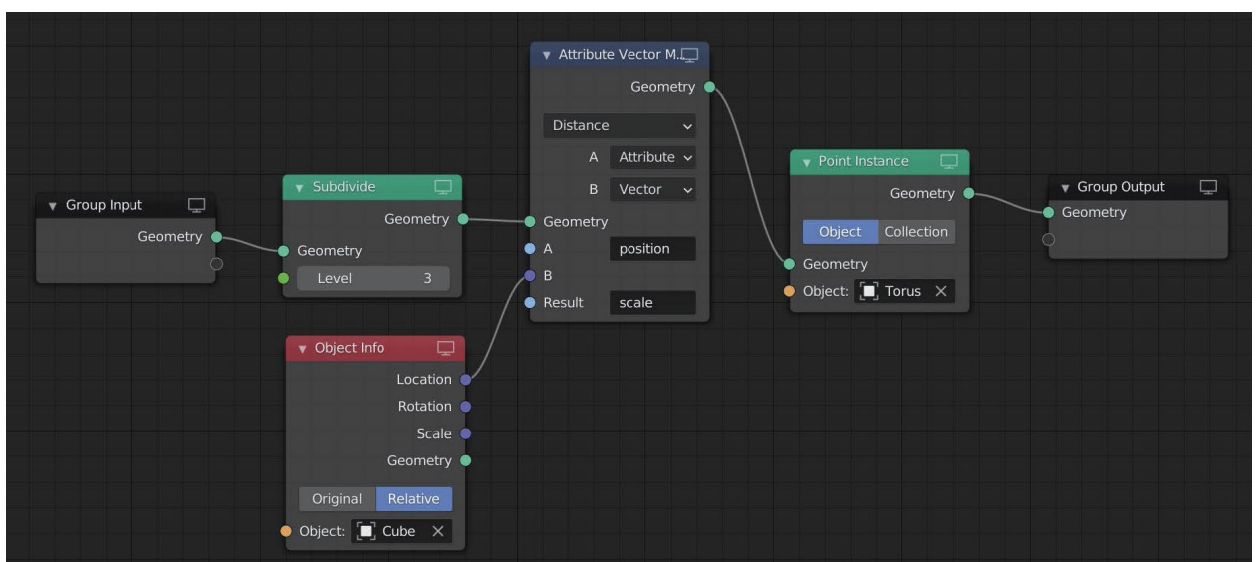 Group Input
Geometry
Subdivide
Geometry
Geometry
Level 3
Object Info
Location
Rotation
Scale
Geometry
Original Relative
Object: Cube
Attribute Vector M...
Geometry
Distance
A Attribute
B Vector
Geometry
A position
B
Result scale
Point Instance
Geometry
Object Collection
Geometry
Object: Torus
Group Output
Geometry